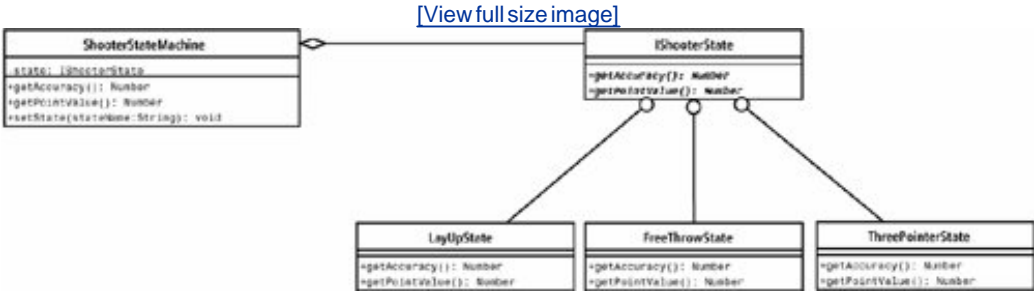 [View full size image]
ShooterStateMachine
-state: IShooterState
+getAccuracy(): Number
+getPointValue(): Number
+setState(stateName:String): void
IShooterState
+getAccuracy(): Number
+getPointValue(): Number
LayUpState
+getAccuracy(): Number
+getPointValue(): Number
FreeThrowState
+getAccuracy(): Number
+getPointValue(): Number
ThreePointerState
+getAccuracy(): Number
+getPointValue(): Number